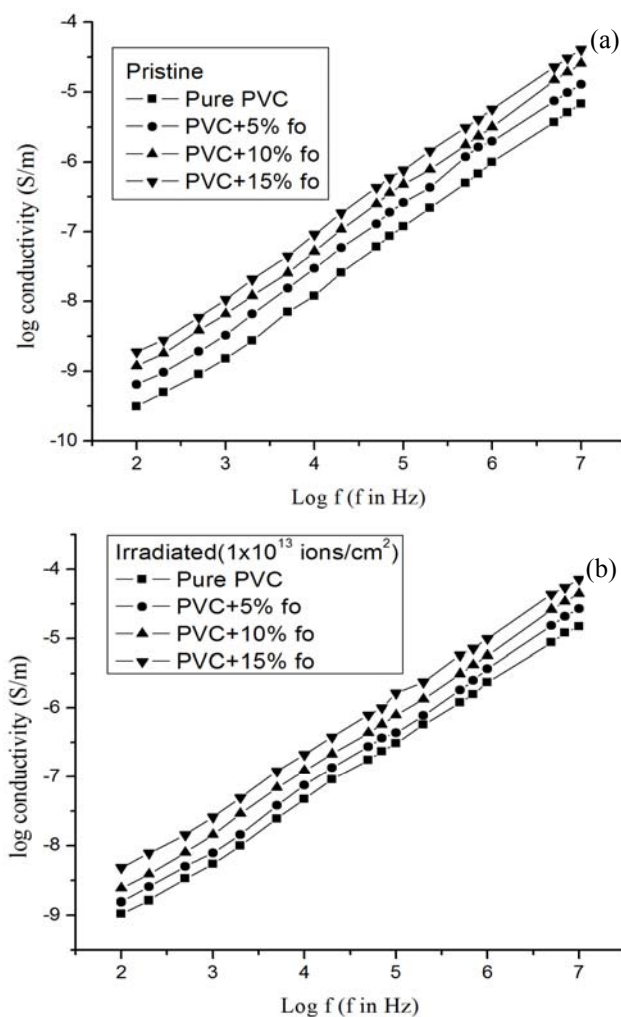 (a)
-4
-5
-6
-7
-8
-9
-10
log conductivity (S/m)
Pristine
Pure PVC
PVC+5% fo
PVC+10% fo
PVC+15% fo
2 3 4 5 6 7
Log f (f in Hz)
(b)
-4
-5
-6
-7
-8
-9
log conductivity (S/m)
Irradiated(1x10¹³ ions/cm²)
Pure PVC
PVC+5% fo
PVC+10% fo
PVC+15% fo
2 3 4 5 6 7
Log f (f in Hz)